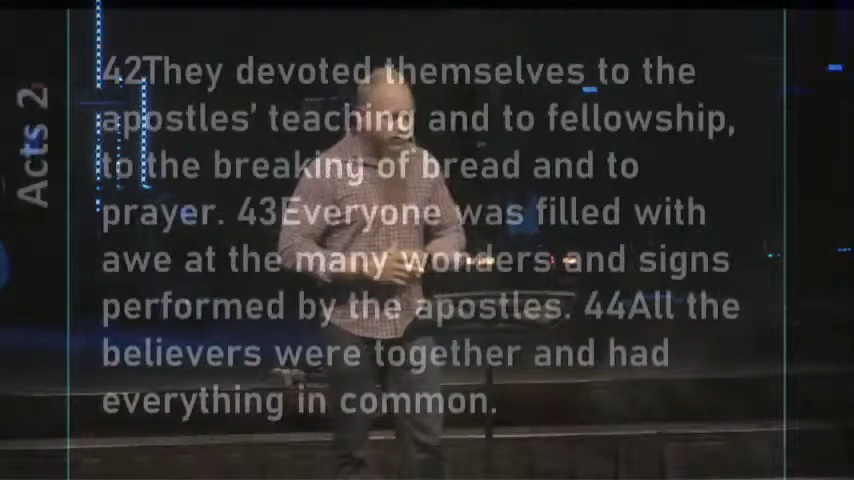 Acts 2
42They devoted themselves to the
apostles’ teaching and to fellowship,
to the breaking of bread and to
prayer. 43Everyone was filled with
awe at the many wonders and signs
performed by the apostles. 44All the
believers were together and had
everything in common.